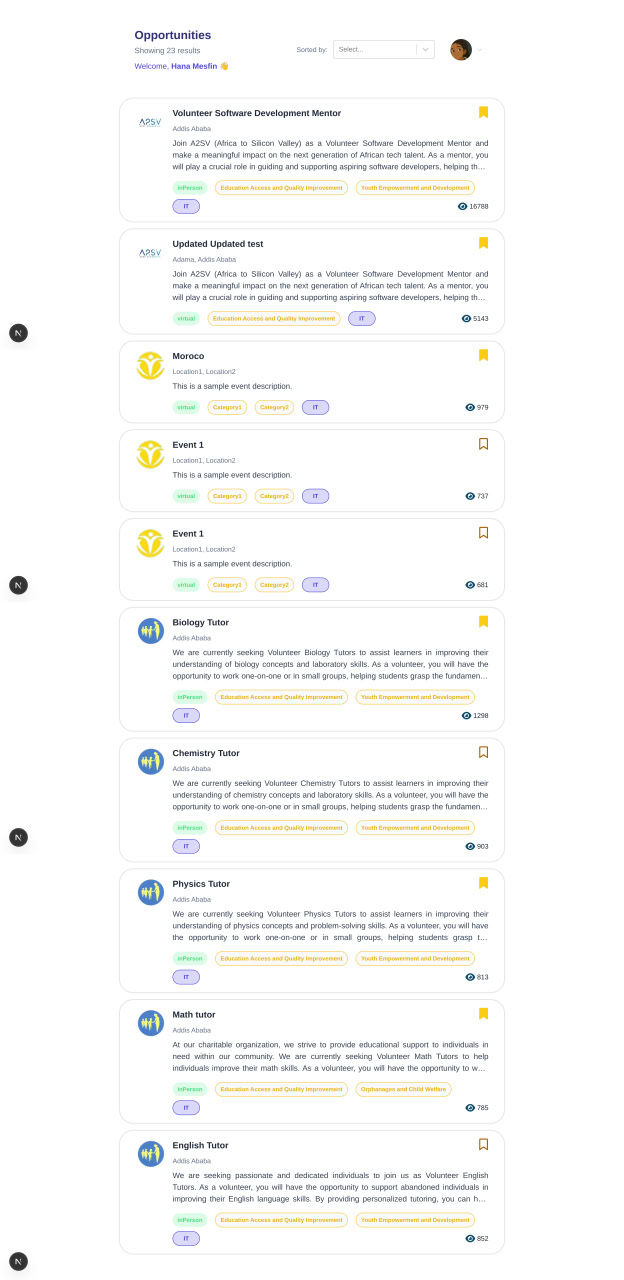 Opportunities
Showing 23 results
Welcome, Hana Mesfin 👋
Sorted by:
Select...
A2SV
Volunteer Software Development Mentor
Addis Ababa
Join A2SV (Africa to Silicon Valley) as a Volunteer Software Development Mentor and
make a meaningful impact on the next generation of African tech talent. As a mentor, you
will play a crucial role in guiding and supporting aspiring software developers, helping th...
inPerson
Education Access and Quality Improvement
Youth Empowerment and Development
IT
16788
A2SV
Updated Updated test
Adama, Addis Ababa
Join A2SV (Africa to Silicon Valley) as a Volunteer Software Development Mentor and
make a meaningful impact on the next generation of African tech talent. As a mentor, you
will play a crucial role in guiding and supporting aspiring software developers, helping th...
virtual
Education Access and Quality Improvement
IT
5143
N
Moroco
Location1, Location2
This is a sample event description.
virtual
Category1
Category2
IT
979
Event 1
Location1, Location2
This is a sample event description.
virtual
Category1
Category2
IT
737
Event 1
Location1, Location2
This is a sample event description.
virtual
Category1
Category2
IT
681
N
Biology Tutor
Addis Ababa
We are currently seeking Volunteer Biology Tutors to assist learners in improving their
understanding of biology concepts and laboratory skills. As a volunteer, you will have the
opportunity to work one-on-one or in small groups, helping students grasp the fundamen...
inPerson
Education Access and Quality Improvement
Youth Empowerment and Development
IT
1298
Chemistry Tutor
Addis Ababa
We are currently seeking Volunteer Chemistry Tutors to assist learners in improving their
understanding of chemistry concepts and laboratory skills. As a volunteer, you will have the
opportunity to work one-on-one or in small groups, helping students grasp the fundamen...
inPerson
Education Access and Quality Improvement
Youth Empowerment and Development
IT
903
N
Physics Tutor
Addis Ababa
We are currently seeking Volunteer Physics Tutors to assist learners in improving their
understanding of physics concepts and problem-solving skills. As a volunteer, you will have
the opportunity to work one-on-one or in small groups, helping students grasp t...
inPerson
Education Access and Quality Improvement
Youth Empowerment and Development
IT
813
Math tutor
Addis Ababa
At our charitable organization, we strive to provide educational support to individuals in
need within our community. We are currently seeking Volunteer Math Tutors to help
individuals improve their math skills. As a volunteer, you will have the opportunity to w...
inPerson
Education Access and Quality Improvement
Orphanages and Child Welfare
IT
785
English Tutor
Addis Ababa
We are seeking passionate and dedicated individuals to join us as Volunteer English
Tutors. As a volunteer, you will have the opportunity to support abandoned individuals in
improving their English language skills. By providing personalized tutoring, you can h...
inPerson
Education Access and Quality Improvement
Youth Empowerment and Development
IT
852
N